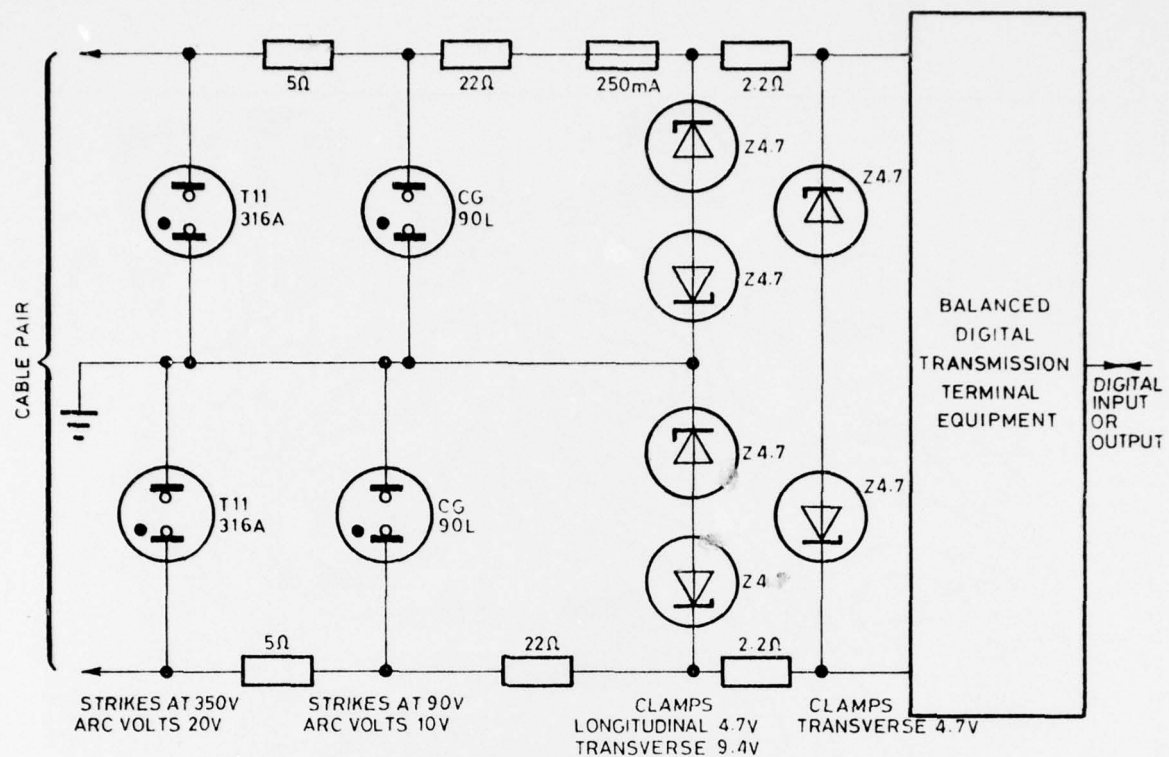 5Ω
22Ω
250mA
2.2Ω
T11
316A
CG
90L
Z4.7
Z4.7
Z4.7
CABLE PAIR
BALANCED
DIGITAL
TRANSMISSION
TERMINAL
EQUIPMENT
DIGITAL
INPUT
OR
OUTPUT
T11
316A
CG
90L
Z4.7
Z4.7
Z4
5Ω
22Ω
2.2Ω
STRIKES AT 350V
ARC VOLTS 20V
STRIKES AT 90V
ARC VOLTS 10V
CLAMPS
LONGITUDINAL 4.7V
TRANSVERSE 9.4V
CLAMPS
TRANSVERSE 4.7V